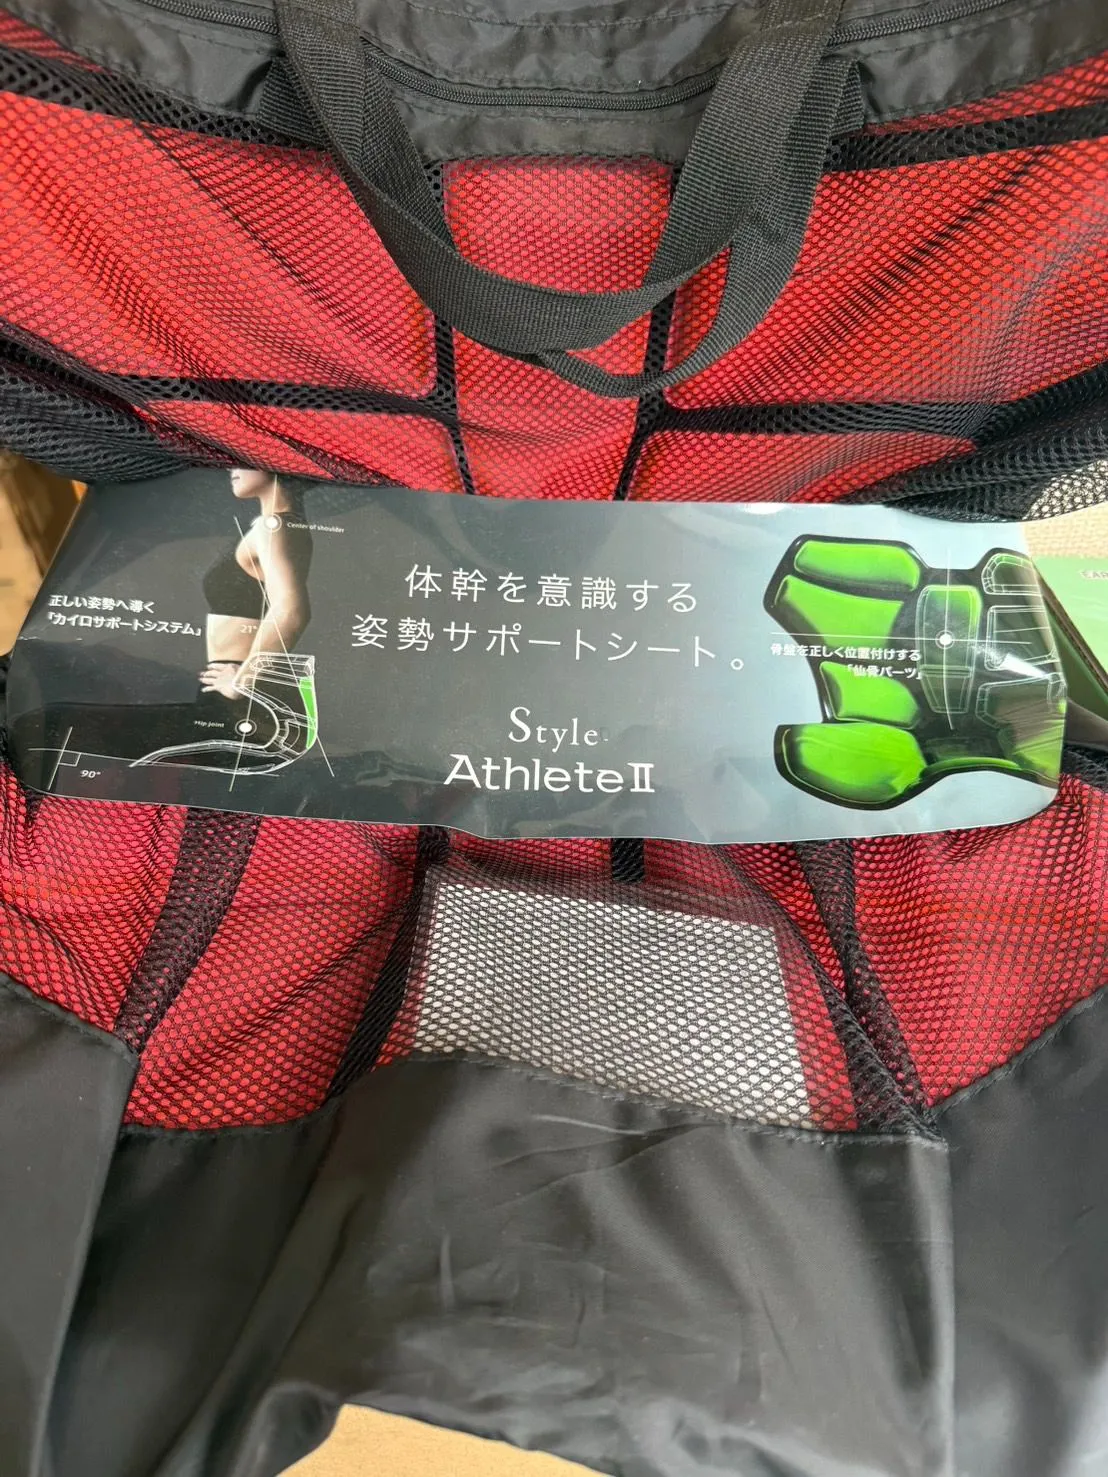 Center of shoulder
正しい姿勢へ導く
「カイロサポートシステム」
21°
Hip joint
90°
体幹を意識する
姿勢サポートシート。
Style
Athlete II
骨盤を正しく位置付けする
「仙骨パーツ」
EAR